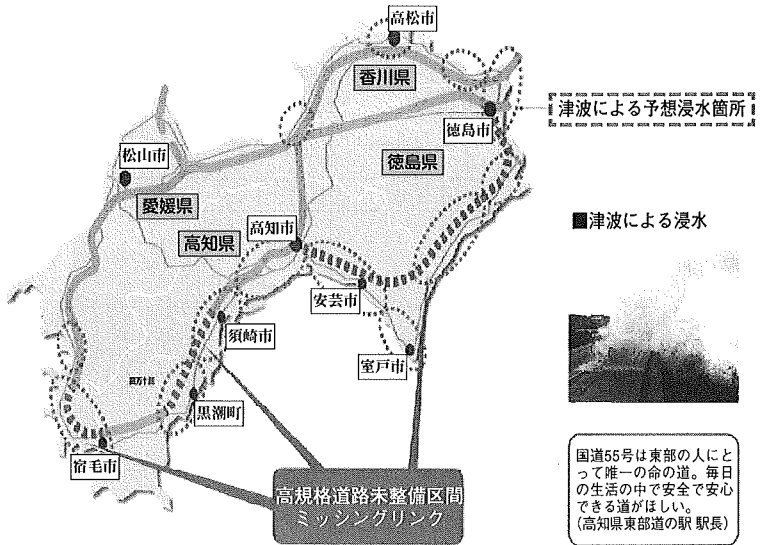 高松市
香川県
津波による予想浸水箇所
徳島市
松山市
徳島県
愛媛県
高知市
高知県
■津波による浸水
安芸市
須崎市
室戸市
黒潮町
宿毛市
高規格道路未整備区間
ミッシングリンク
国道55号は東部の人にと
って唯一の命の道。毎日
の生活の中で安全で安心
できる道がほしい。
(高知県東部道の駅 駅長)